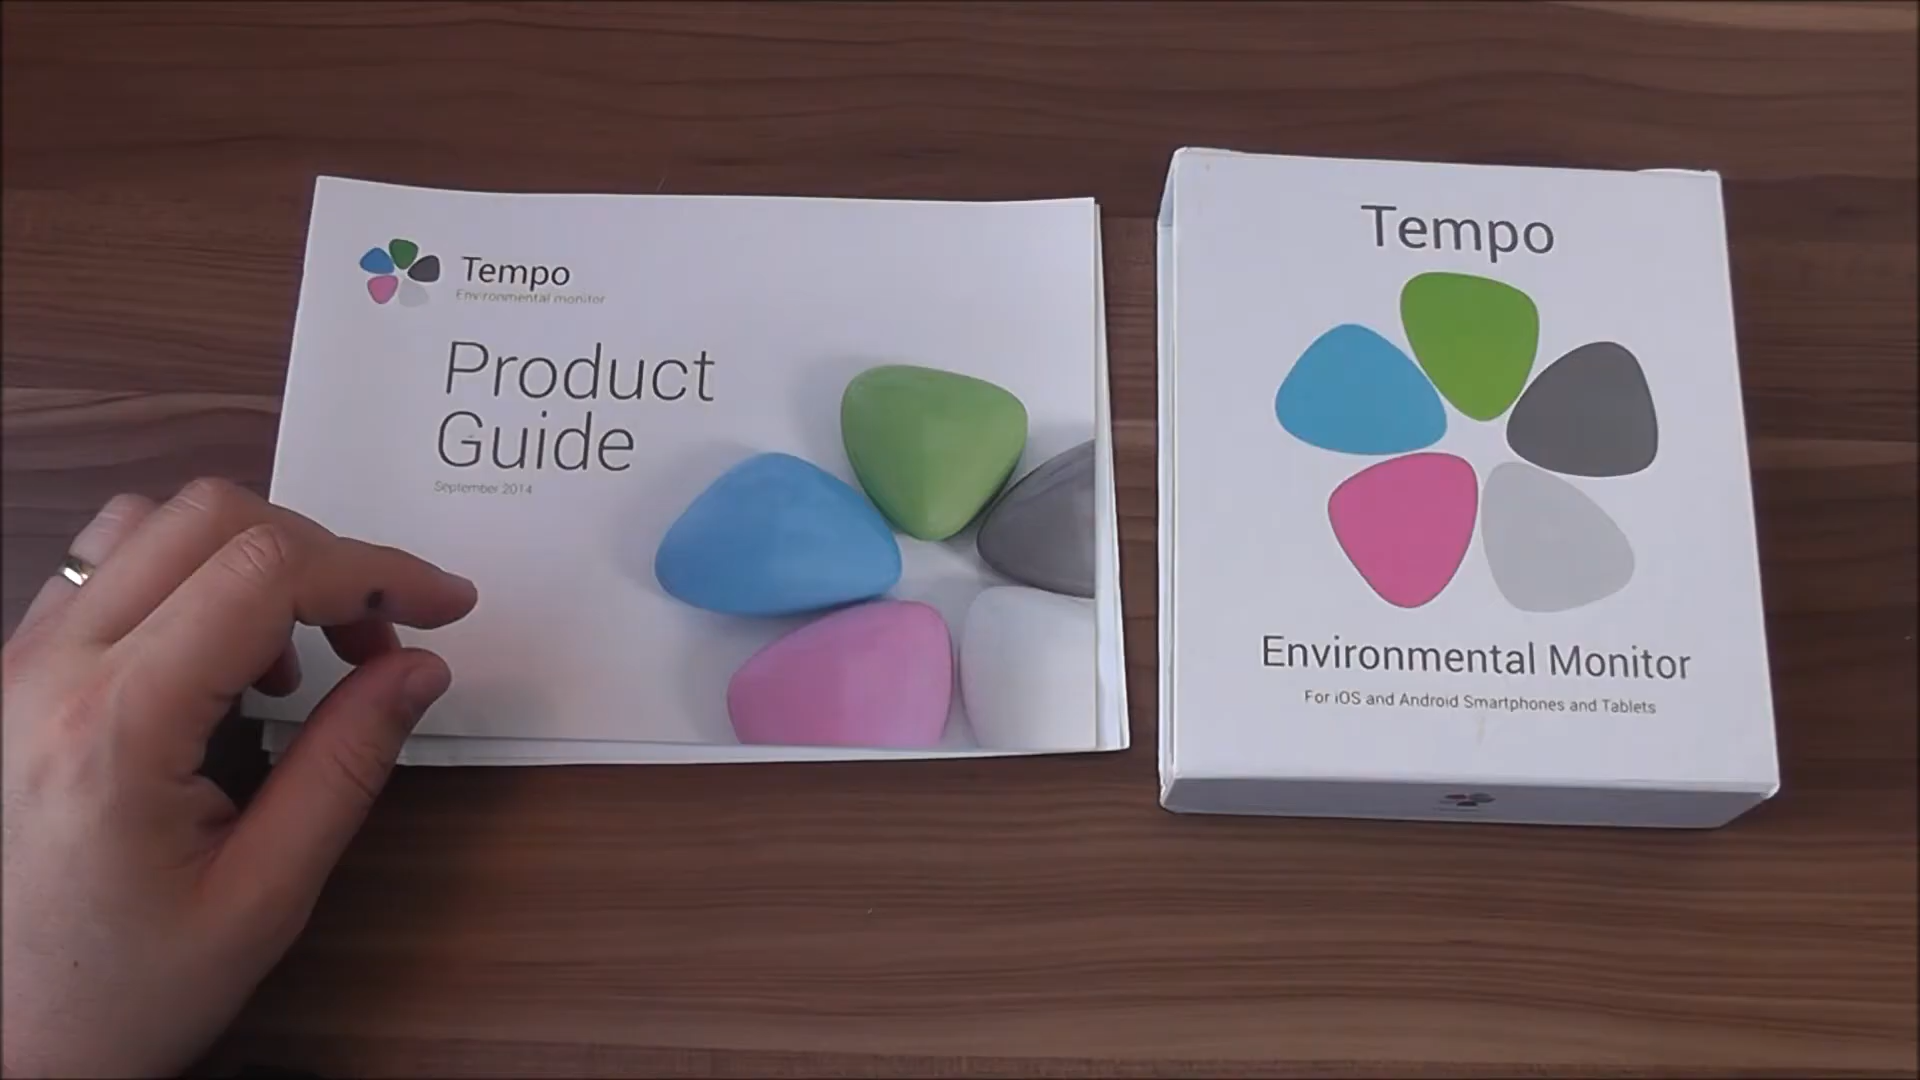 Tempo
Environmental monitor
Product
Guide
September 2014
Tempo
Environmental Monitor
For iOS and Android Smartphones and Tablets